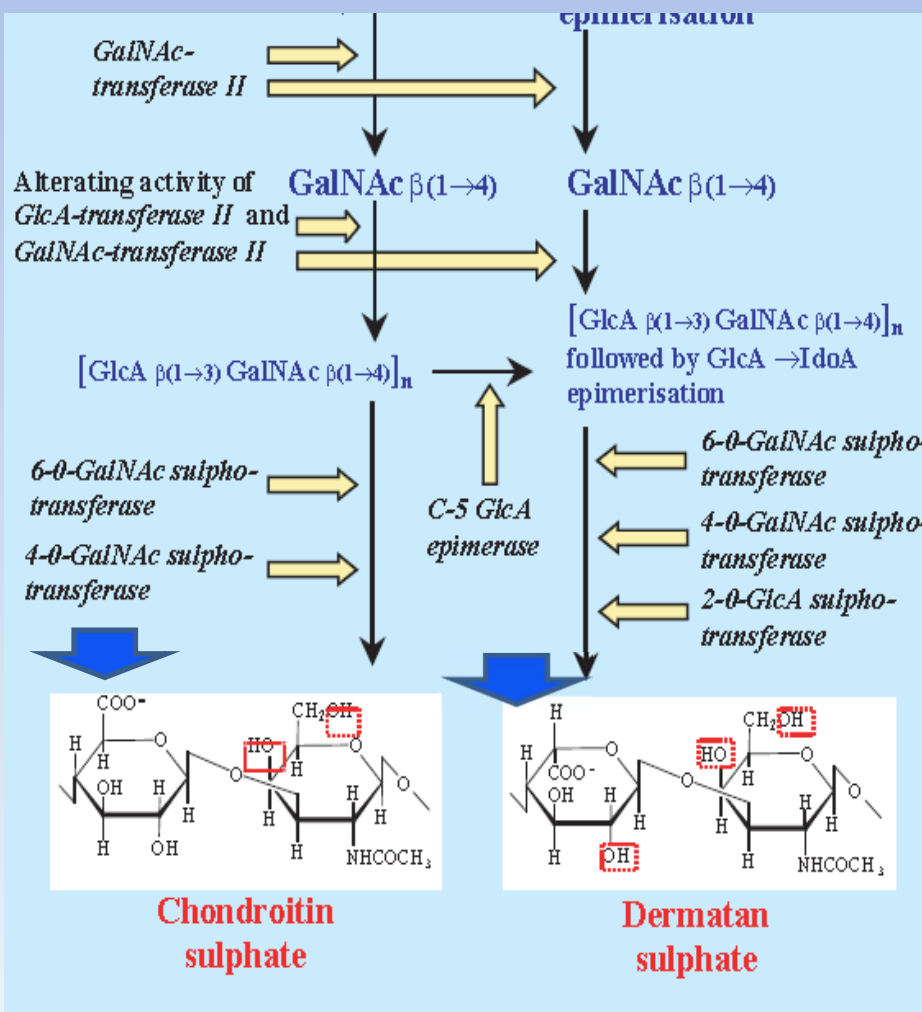 epimerisation
GalNAc-
transferase II
Alterating activity of
GlcA-transferase II and
GalNAc-transferase II
GalNAc β(1→4)
GalNAc β(1→4)
[GlcA β(1→3) GalNAc β(1→4)]n
[GlcA β(1→3) GalNAc β(1→4)]n
followed by GlcA →IdoA
epimerisation
6-0-GalNAc sulpho-
transferase
4-0-GalNAc sulpho-
transferase
C-5 GlcA
epimerase
6-0-GalNAc sulpho-
transferase
4-0-GalNAc sulpho-
transferase
2-0-GlcA sulpho-
transferase
COO-
CH2OH
H
O
HO
O
H
H
OH
H
H
O
H
H
H
O
H
OH
H
NHCOCH3
H
CH2OH
H
O
HO
O
COO-
OH
H
H
O
H
H
O
H
OH
H
NHCOCH3
Chondroitin
sulphate
Dermatan
sulphate